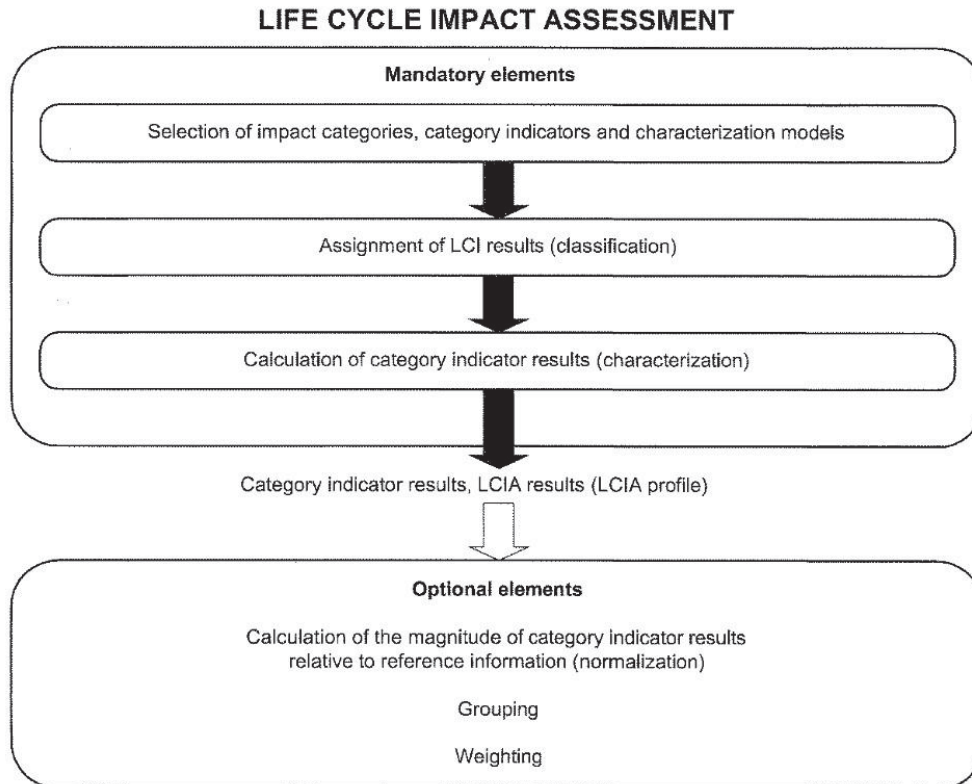 LIFE CYCLE IMPACT ASSESSMENT
Mandatory elements
Selection of impact categories, category indicators and characterization models
Assignment of LCI results (classification)
Calculation of category indicator results (characterization)
Category indicator results, LCIA results (LCIA profile)
Optional elements
Calculation of the magnitude of category indicator results
relative to reference information (normalization)
Grouping
Weighting